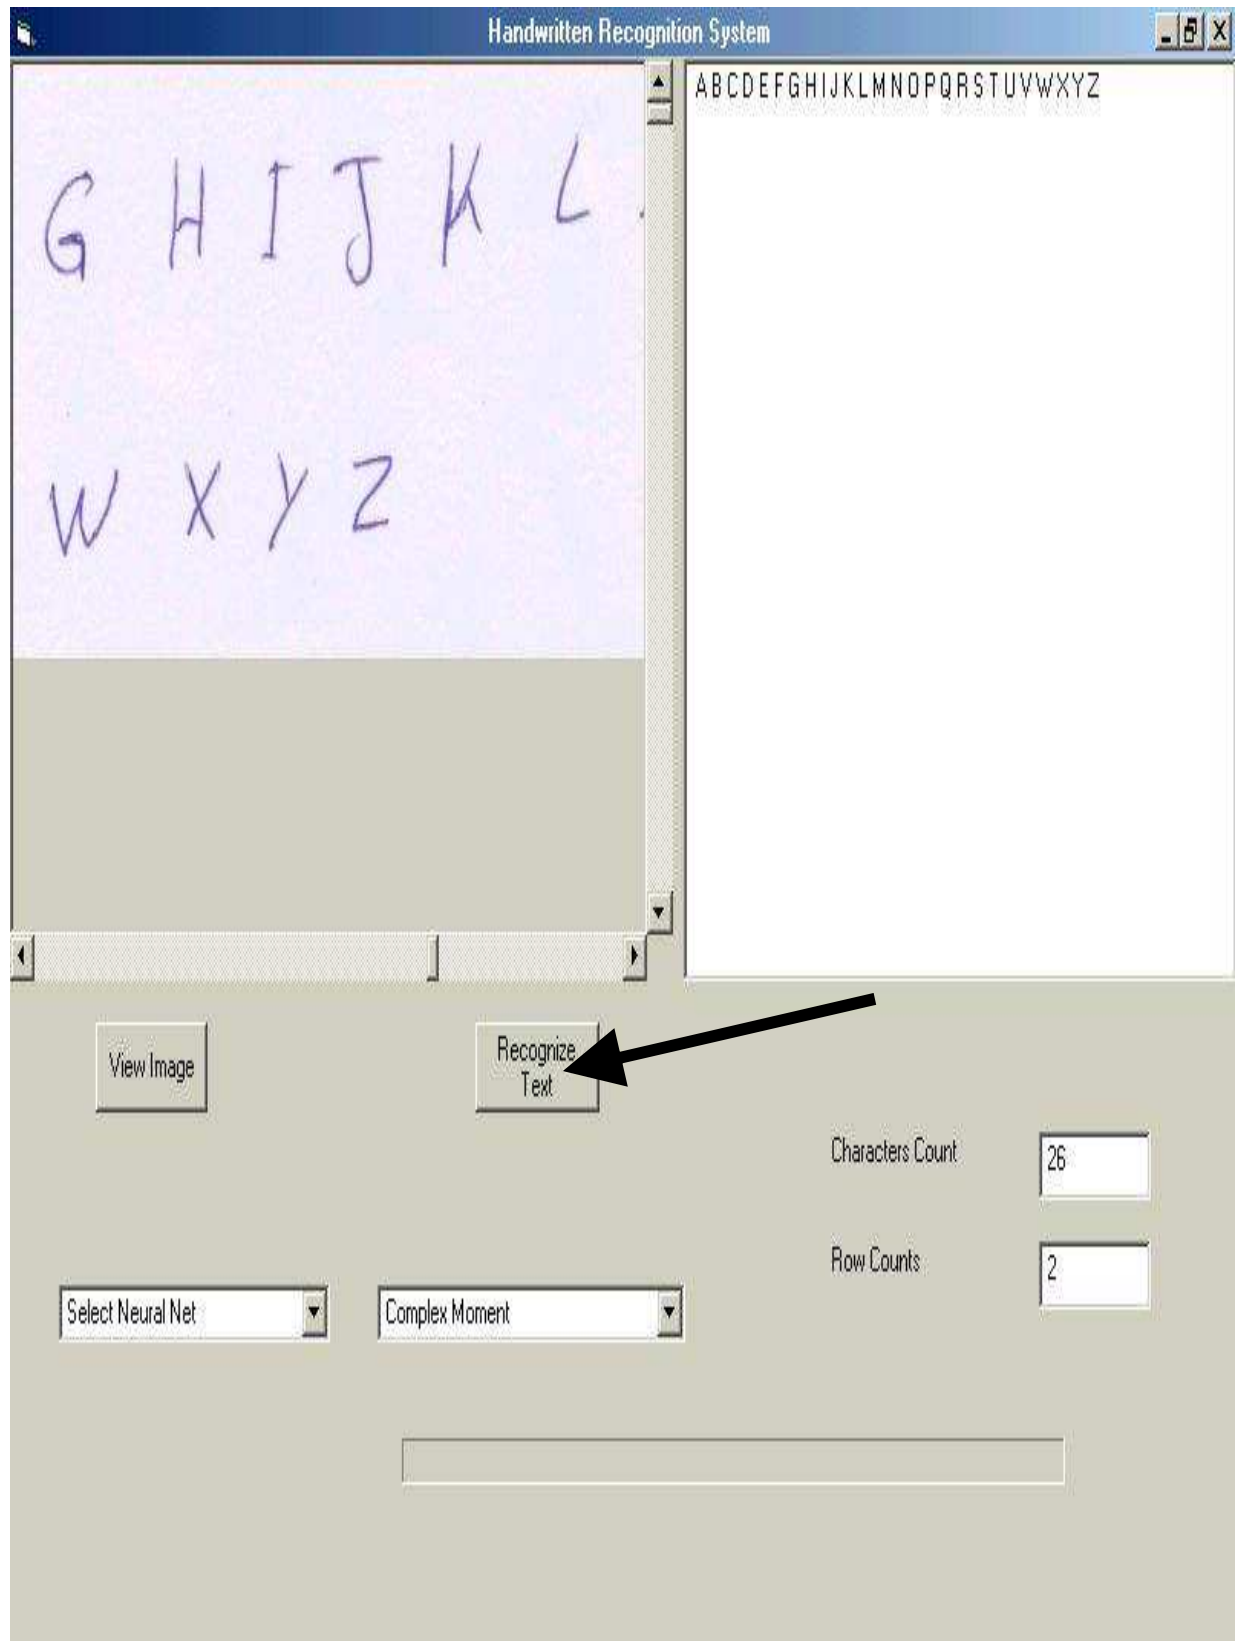 Handwritten Recognition System
G H I J K L
W X Y Z
ABCDEFGHIJKLMNOPQRSTUVWXYZ
View Image
Recognize
Text
Characters Count
26
Row Counts
2
Select Neural Net
Complex Moment